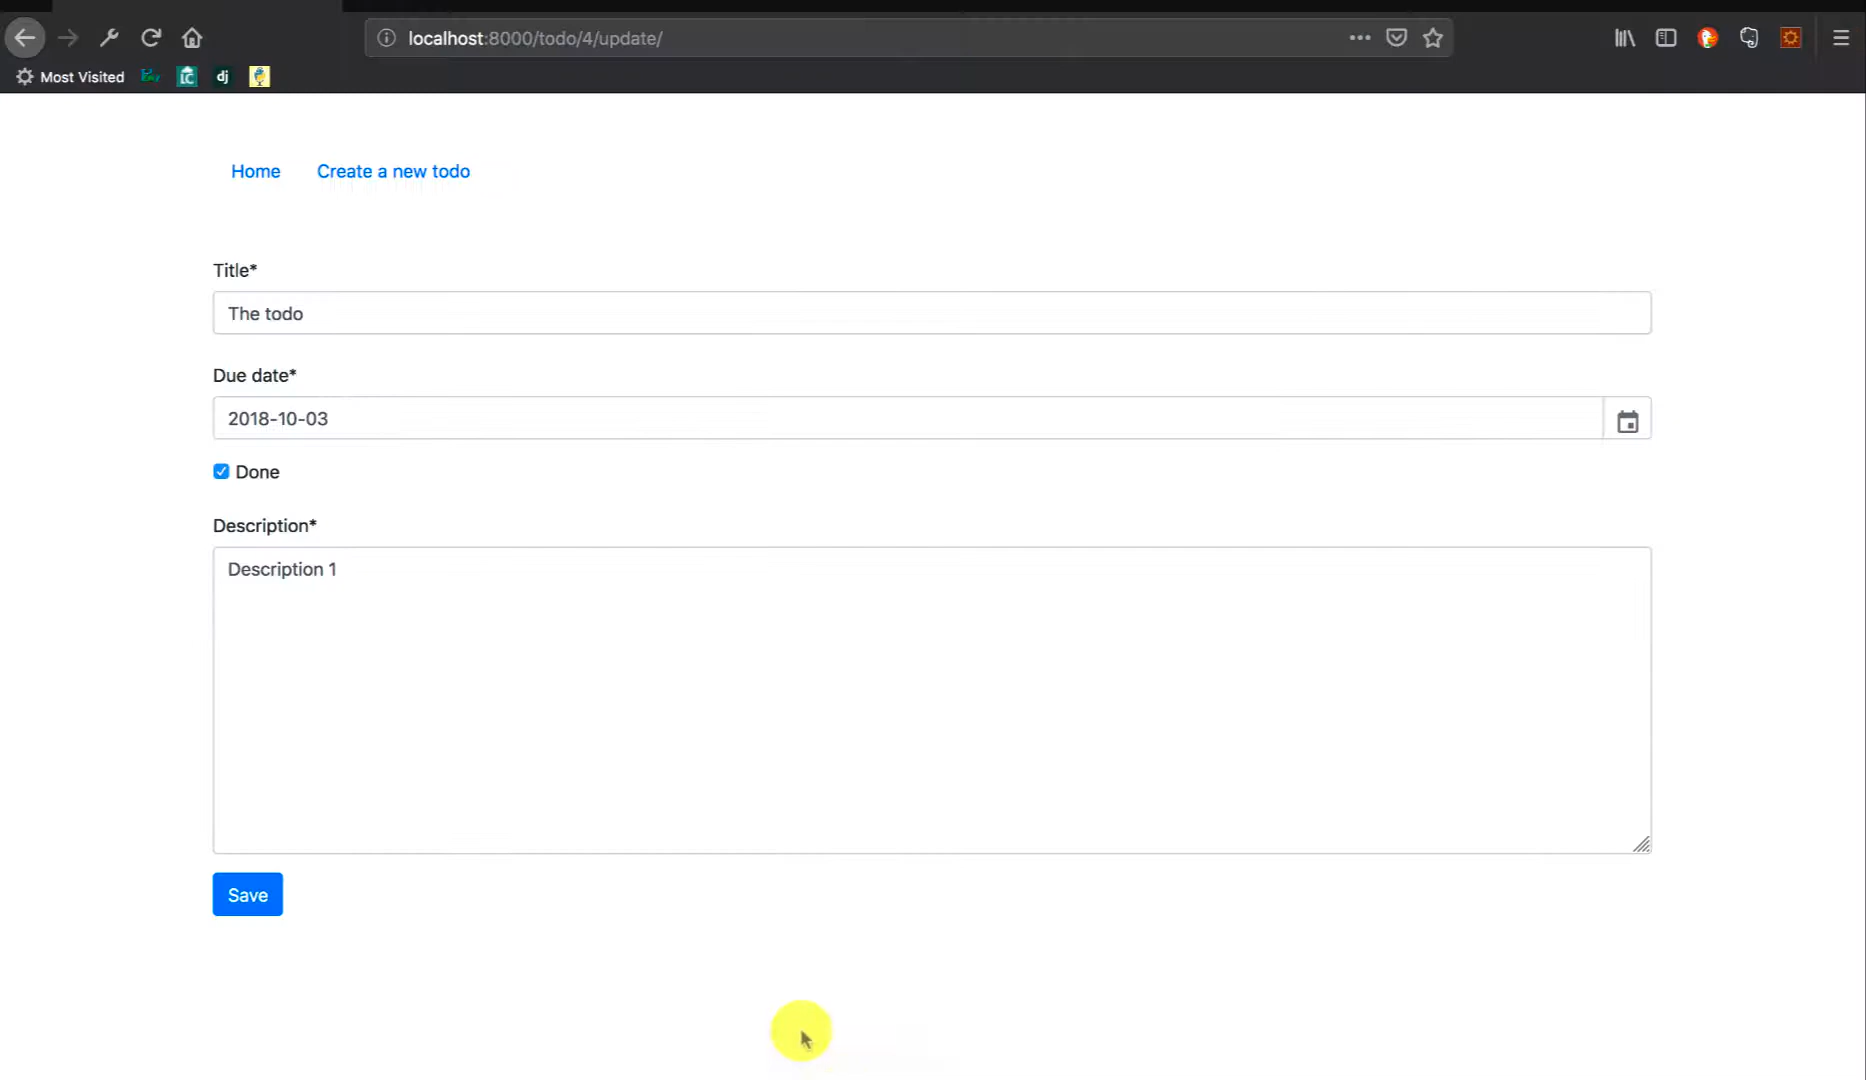 localhost:8000/todo/4/update/
Most Visited
LC
dj
Home
Create a new todo
Title*
The todo
Due date*
2018-10-03
Done
Description*
Description 1
Save